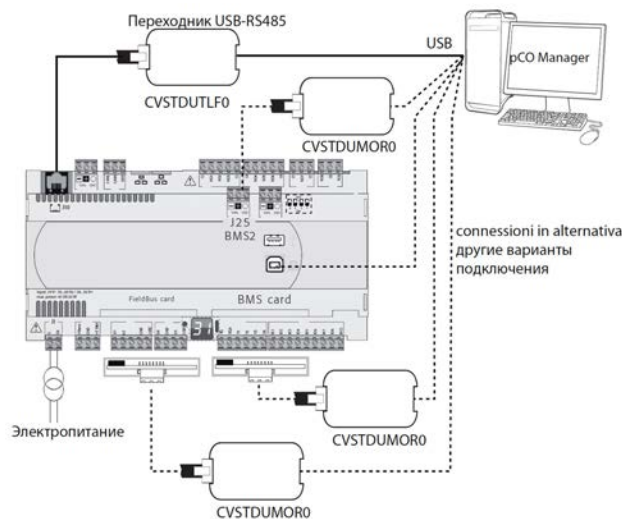 Переходник USB-RS485
USB
pCO Manager
CVSTDUTLF0
CVSTDUMOR0
J25
BMS2
connessioni in alternativa
другие варианты
подключения
FieldBus card
BMS card
Электропитание
CVSTDUMOR0
CVSTDUMOR0